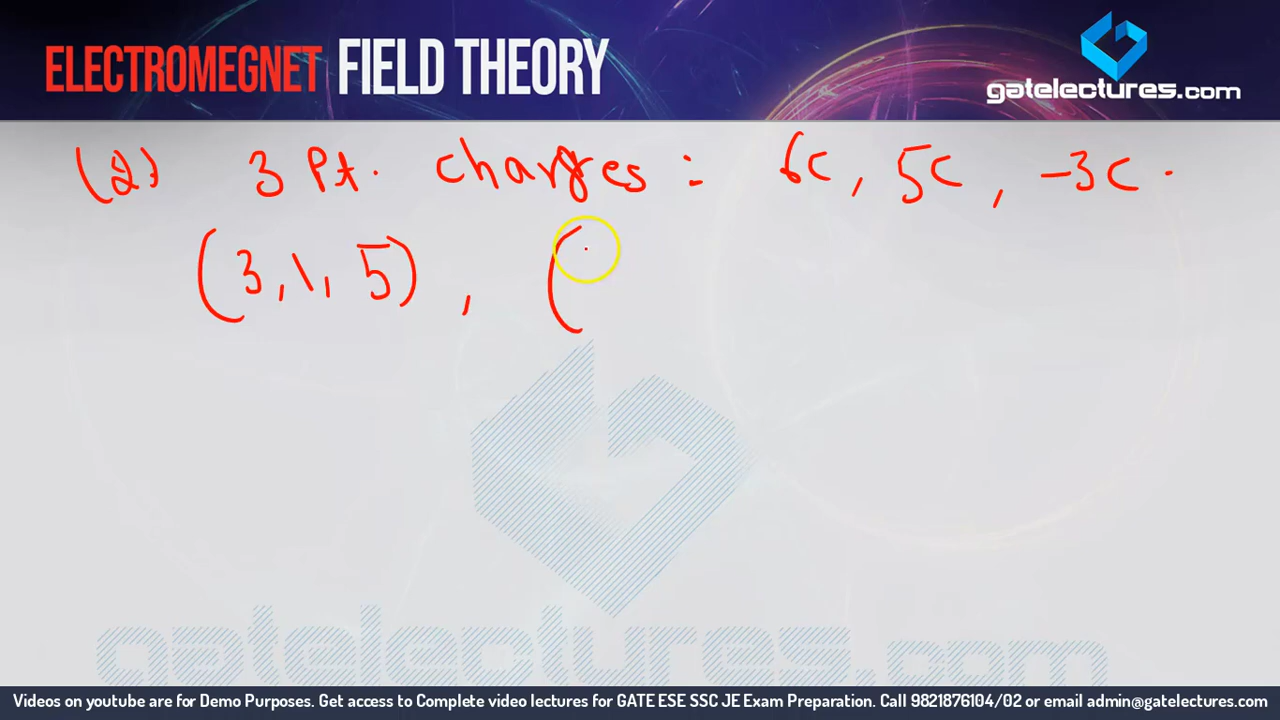 ELECTROMEGNET FIELD THEORY
gatelectures.com
(2) 3 Pt. charges : 6C, 5C, -3C.
(3,1,5), (
gatelectures.com
Videos on youtube are for Demo Purposes. Get access to Complete video lectures for GATE ESE SSC JE Exam Preparation. Call 9821876104/02 or email admin@gatelectures.com